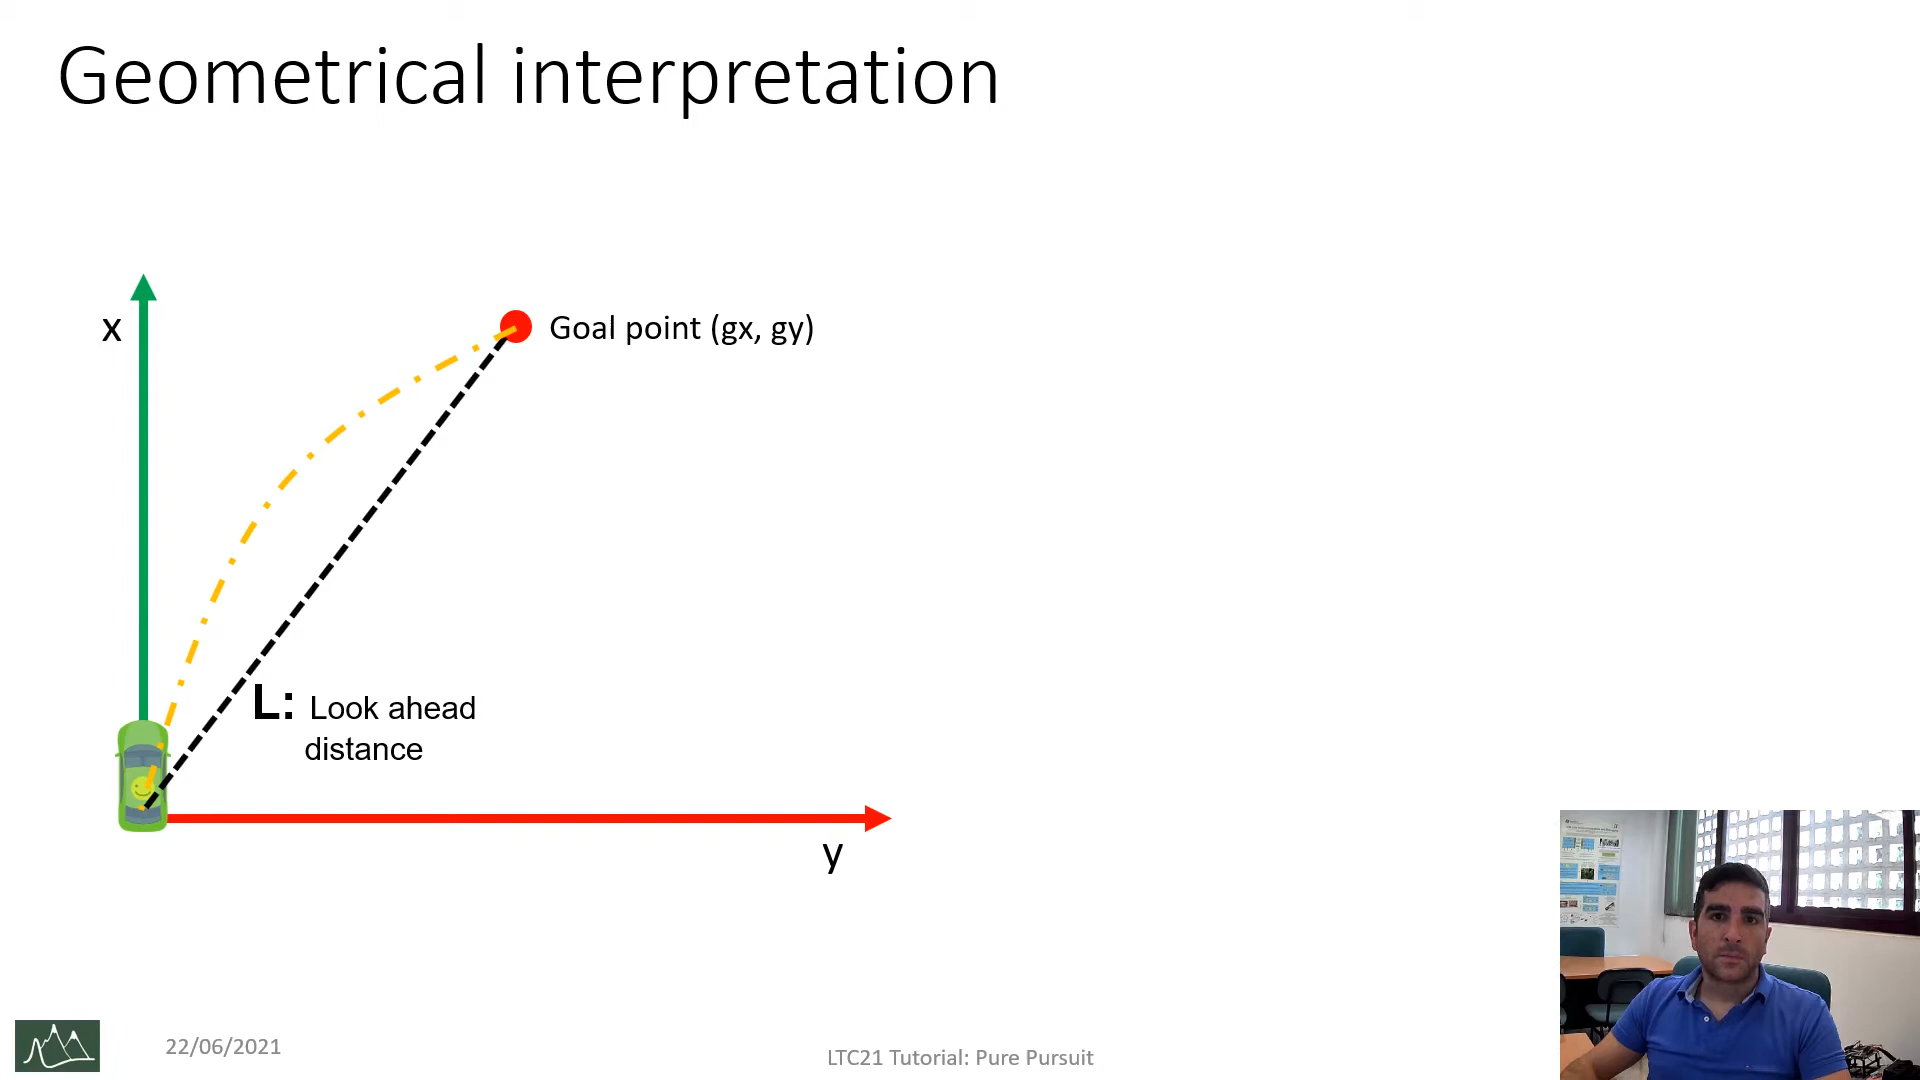 Geometrical interpretation
x
Goal point (gx, gy)
L: Look ahead
distance
y
22/06/2021
LTC21 Tutorial: Pure Pursuit